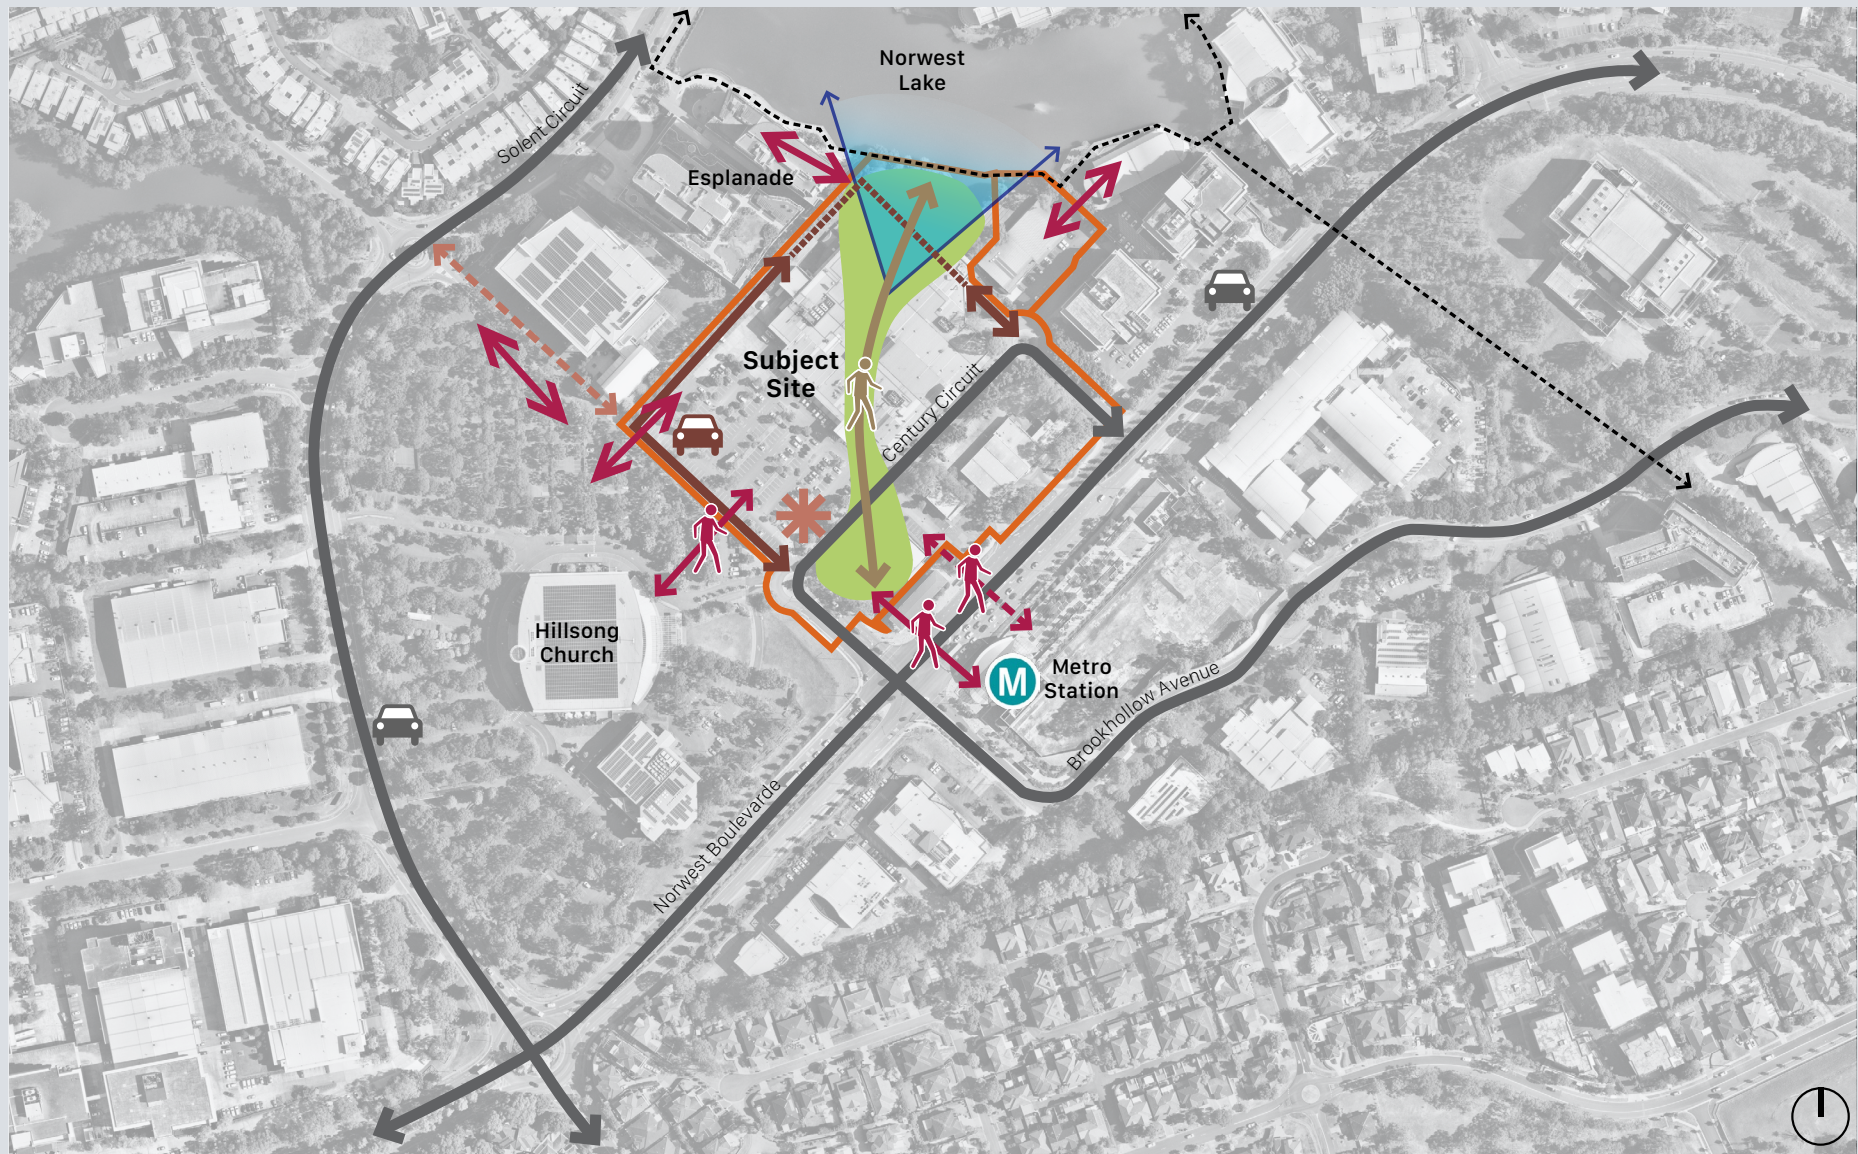 Norwest
Lake
Solent Circuit
Esplanade
Subject
Site
Century Circuit
Hillsong
Church
M
Metro
Station
Brookhollow Avenue
Norwest Boulevarde